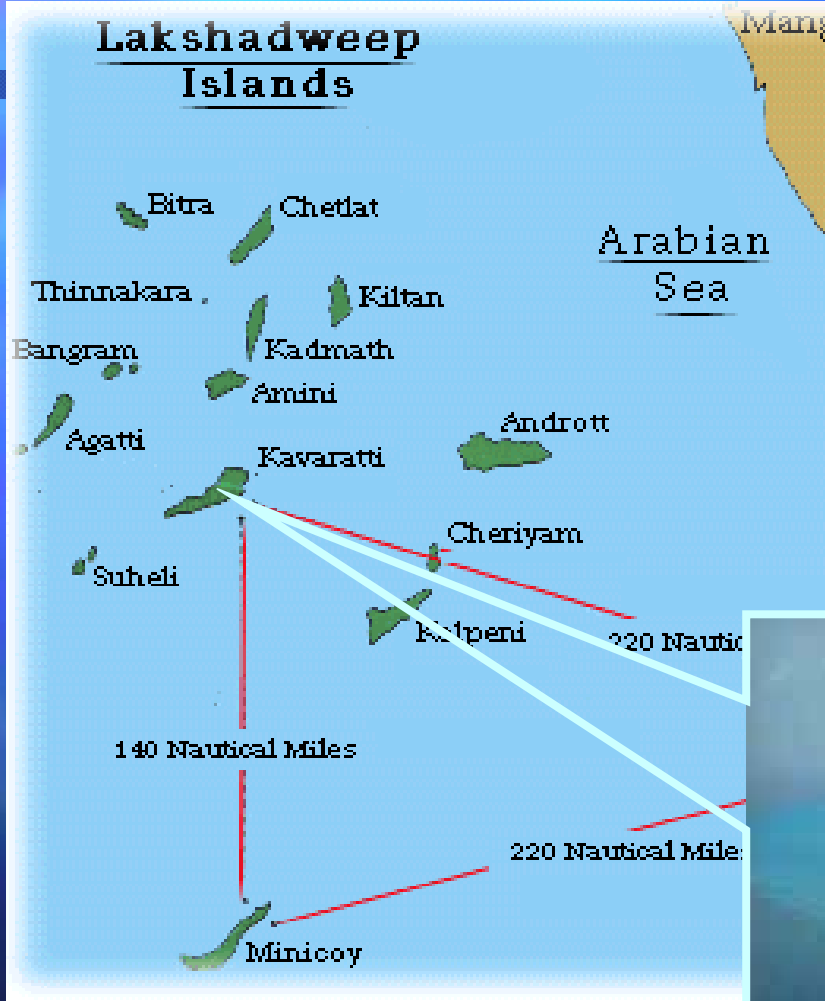 Lakshadweep
Islands
Mang
Bitra
Chetlat
Arabian
Sea
Thinnakara
Kiltan
Bangram
Kadmath
Amini
Andrott
Agatti
Kavaratti
Cheriyam
Suheli
Kalpeni
220 Nautic
140 Nautical Miles
220 Nautical Miles
Minicoy